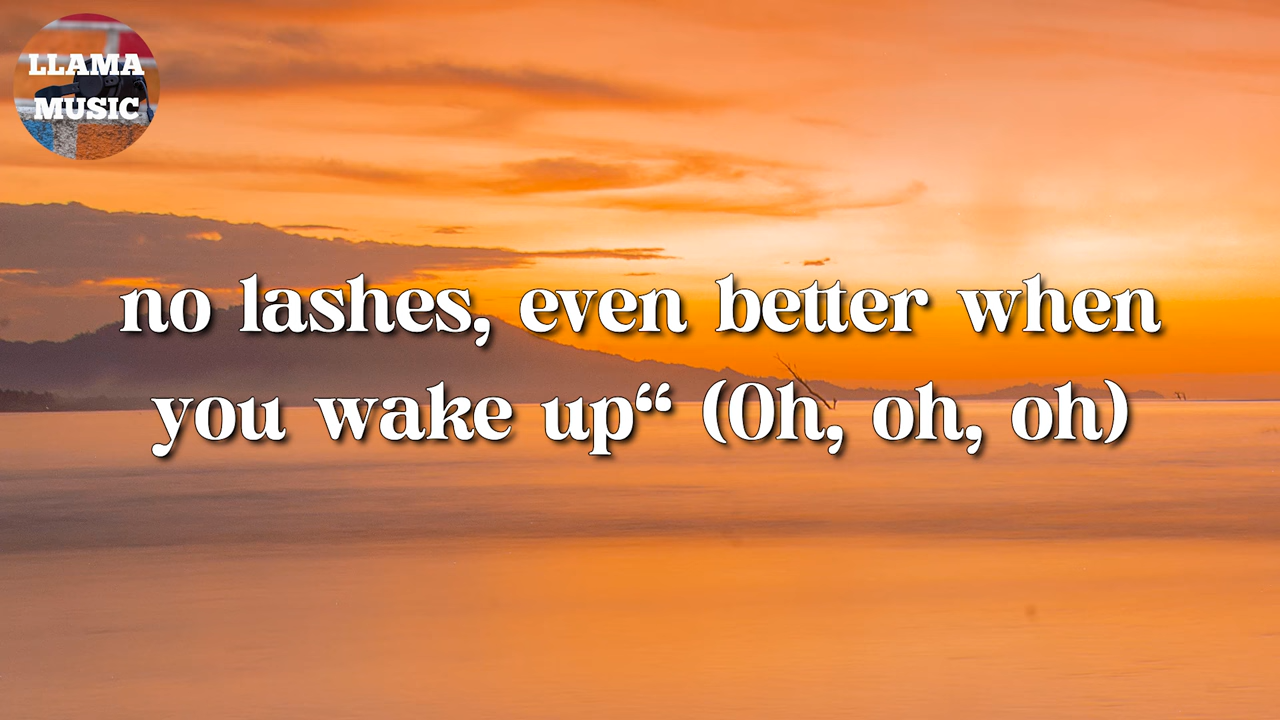 LLAMA
MUSIC
no lashes, even better when
you wake up“ (Oh, oh, oh)